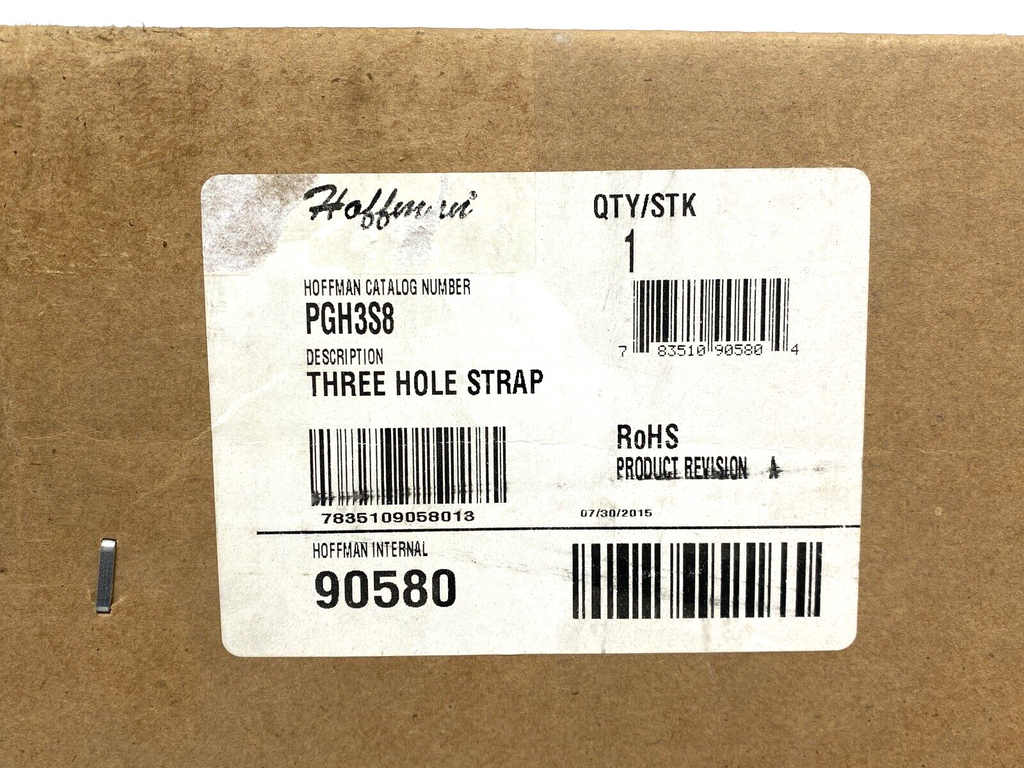 Hoffman
QTY/STK
1
HOFFMAN CATALOG NUMBER
PGH3S8
7 83510 90580 4
DESCRIPTION
THREE HOLE STRAP
7835109058013
RoHS
PRODUCT REVISION A
07/30/2015
HOFFMAN INTERNAL
90580